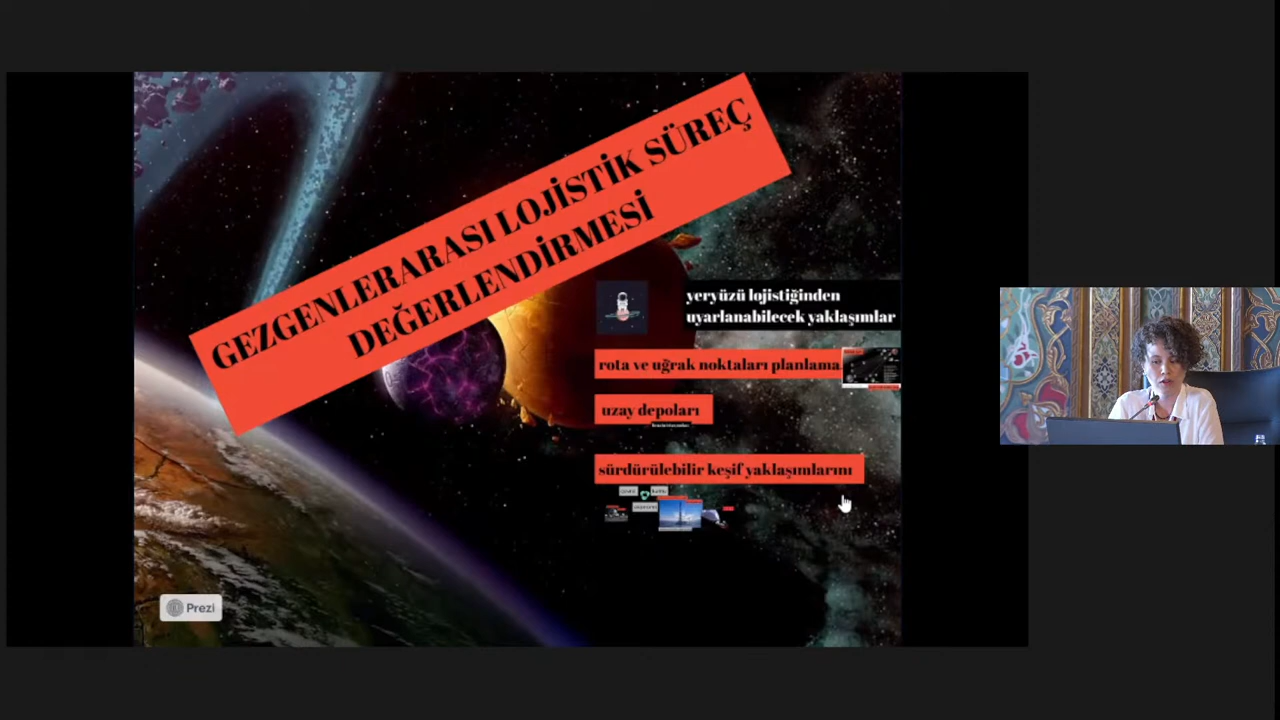 GEZGENLERARASI LOJİSTİK SÜREÇ
DEĞERLENDİRMESİ
yeryüzü lojistiğinden
uyarlanabilecek yaklaşımlar
rota ve uğrak noktaları planlama
uzay depoları
sürdürülebilir keşif yaklaşımlarını
Prezi